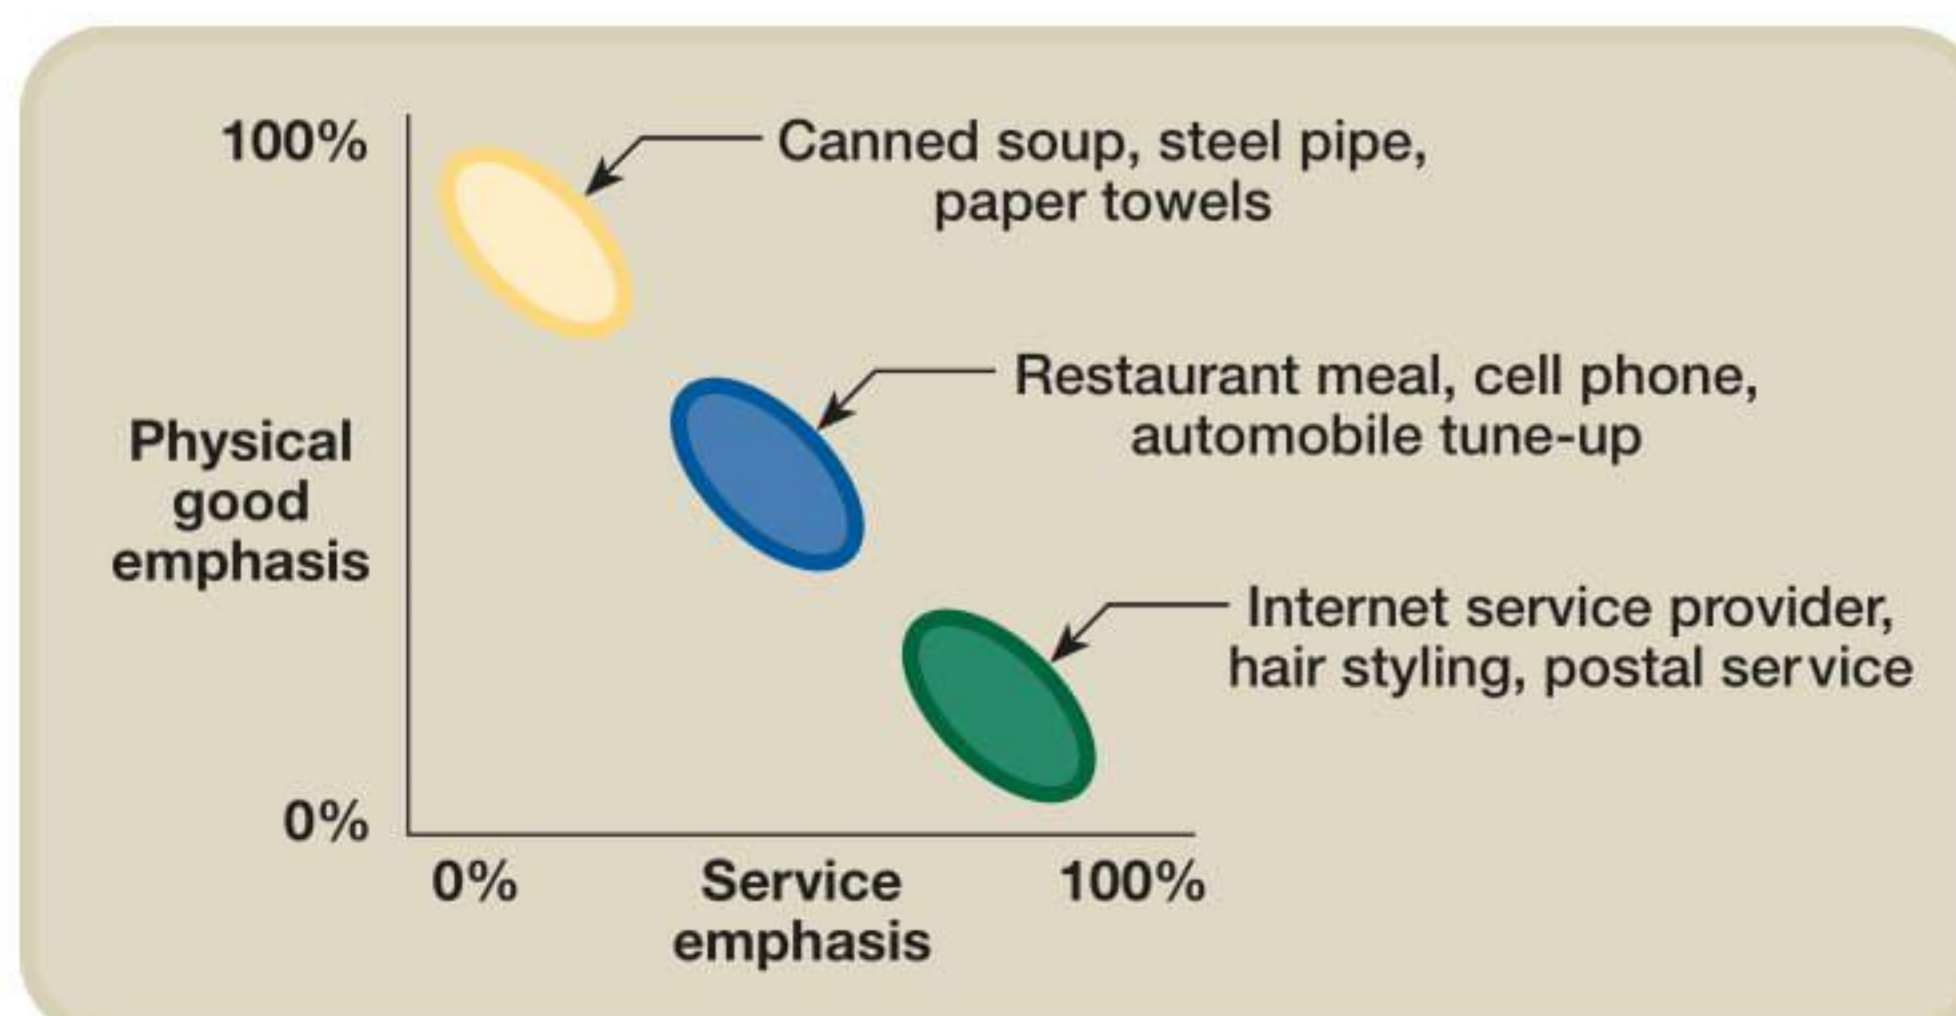 100%
Canned soup, steel pipe,
paper towels
Restaurant meal, cell phone,
automobile tune-up
Physical
good
emphasis
Internet service provider,
hair styling, postal service
0%
0%
Service
emphasis
100%